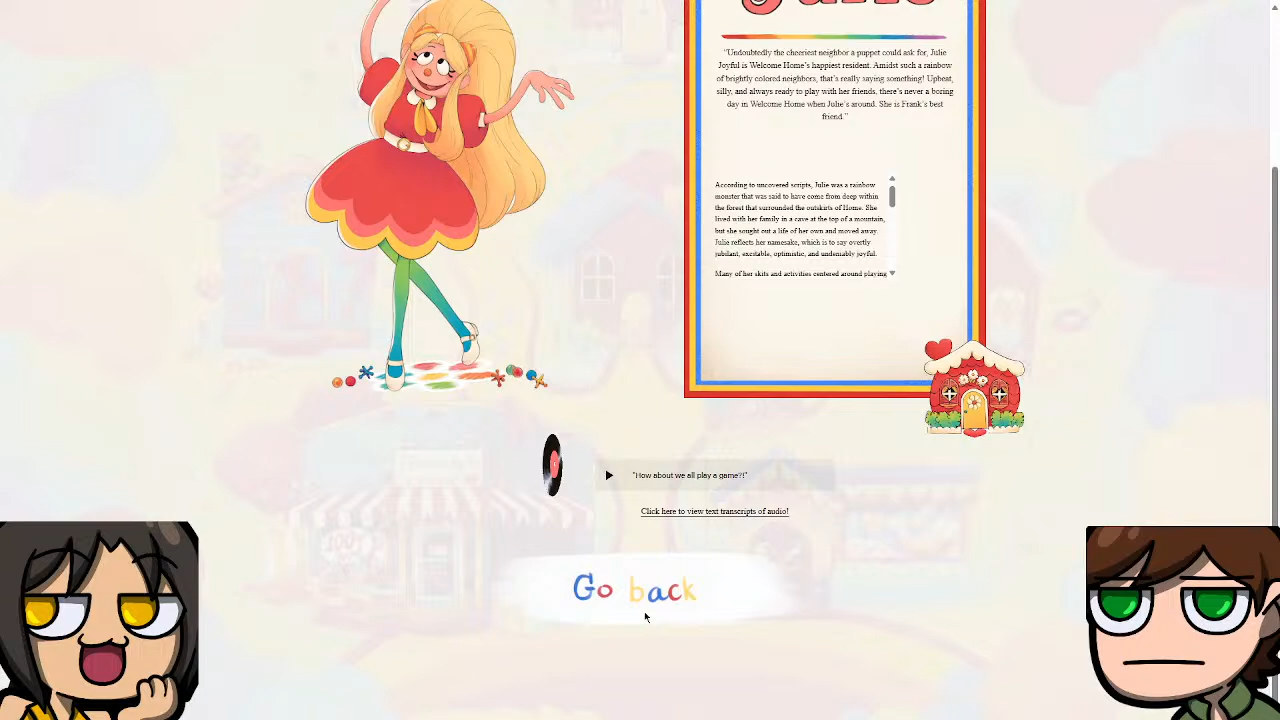 Julie
"Undoubtedly the cheeriest neighbor a puppet could ask for, Julie
Joyful is Welcome Home's happiest resident. Amidst such a rainbow
of brightly colored neighbors, that's really saying something! Upbeat,
silly, and always ready to play with her friends, there's never a boring
day in Welcome Home when Julie's around. She is Frank's best
friend."
According to uncovered scripts, Julie was a rainbow
monster that was said to have come from deep within
the forest that surrounded the outskirts of Home. She
lived with her family in a cave at the top of a mountain,
but she sought out a life of her own and moved away.
Julie reflects her namesake, which is to say overtly
jubilant, excitable, optimistic, and undeniably joyful.
Many of her skits and activities centered around playing
"How about we all play a game?!"
Click here to view text transcripts of audio!
Go back